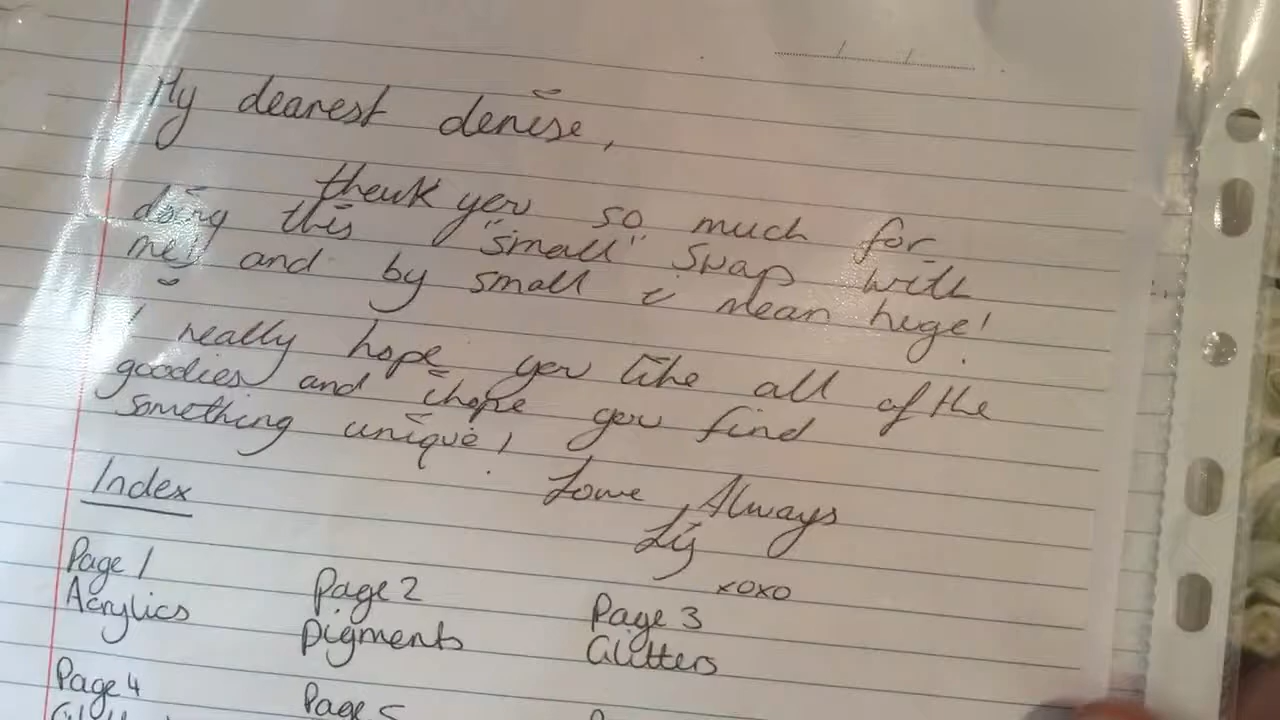 My dearest denise,
thank you so much for
doing this "small" swap with
me! and by small i mean huge!
I really hope you like all of the
goodies and i hope you find
something unique!
Love Always
Liz
xoxo
Index
Page 1 Page 2 Page 3
Acrylics pigments Glitters
Page 4 Page 5